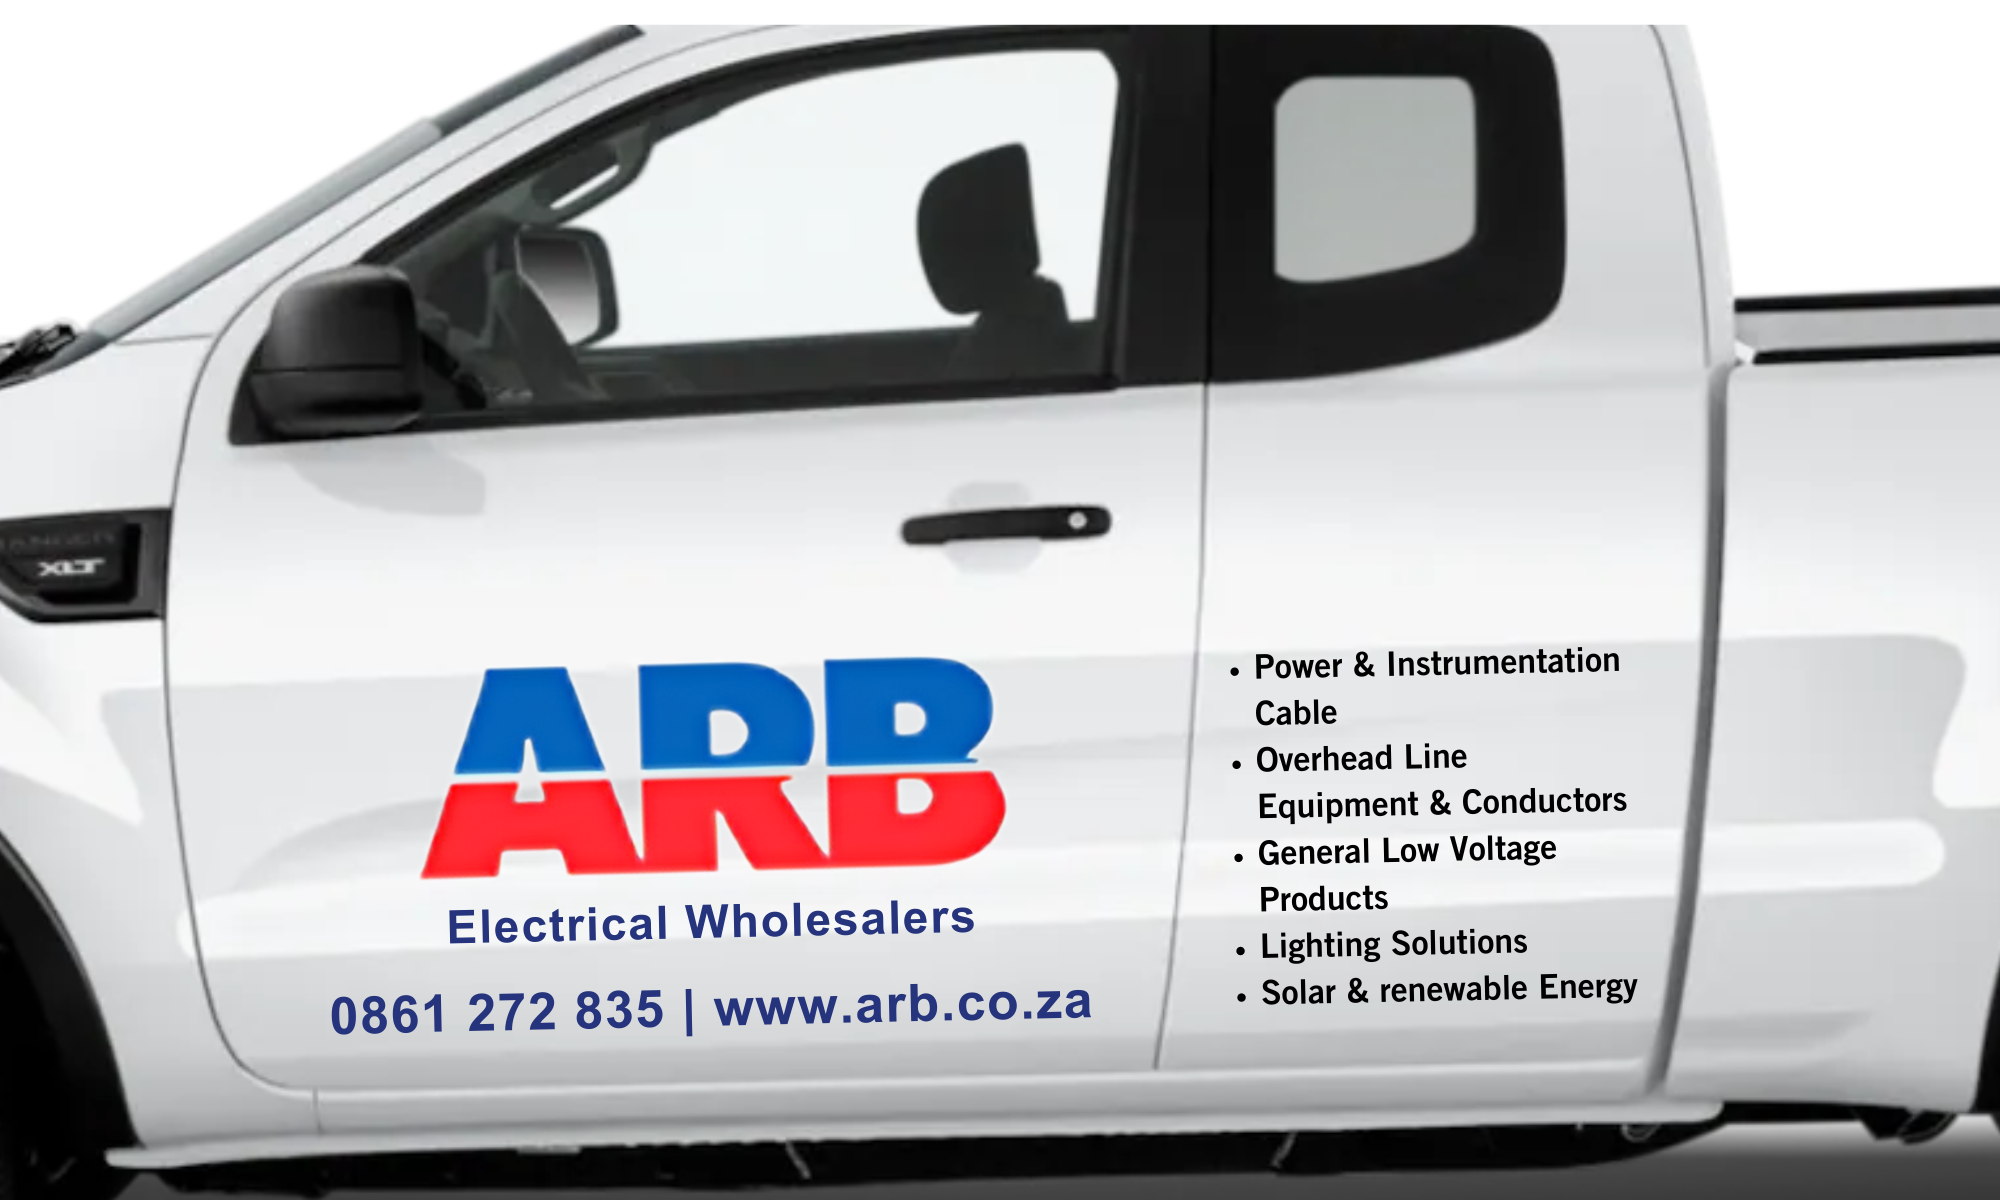 RANGER
XLT
ARB
Electrical Wholesalers
0861 272 835 | www.arb.co.za
• Power & Instrumentation
Cable
• Overhead Line
Equipment & Conductors
• General Low Voltage
Products
• Lighting Solutions
• Solar & renewable Energy